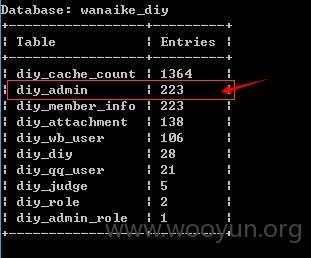 Database: wanaike_diy
+------------------+---------+
| Table | Entries |
+------------------+---------+
| diy_cache_count | 1364 |
| diy_admin | 223 |
| diy_member_info | 223 |
| diy_attachment | 138 |
| diy_wb_user | 106 |
| diy_diy | 28 |
| diy_qq_user | 21 |
| diy_judge | 5 |
| diy_role | 2 |
| diy_admin_role | 1 |
+------------------+---------+
www.wooyun.org